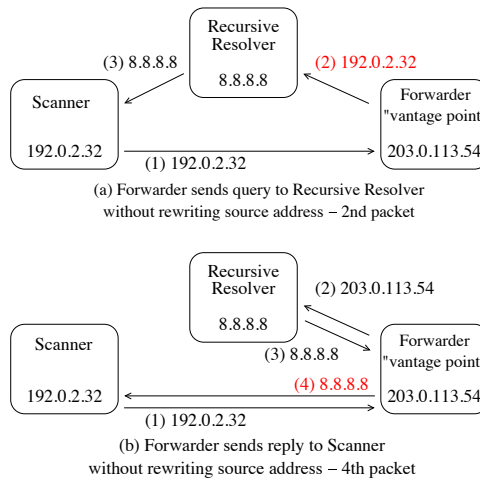 Recursive
Resolver
8.8.8.8
(3) 8.8.8.8
(2) 192.0.2.32
Scanner
192.0.2.32
Forwarder
"vantage point
203.0.113.54
(1) 192.0.2.32
(a) Forwarder sends query to Recursive Resolver
without rewriting source address – 2nd packet
Recursive
Resolver
8.8.8.8
(2) 203.0.113.54
(3) 8.8.8.8
Scanner
192.0.2.32
Forwarder
"vantage point
203.0.113.54
(4) 8.8.8.8
(1) 192.0.2.32
(b) Forwarder sends reply to Scanner
without rewriting source address – 4th packet